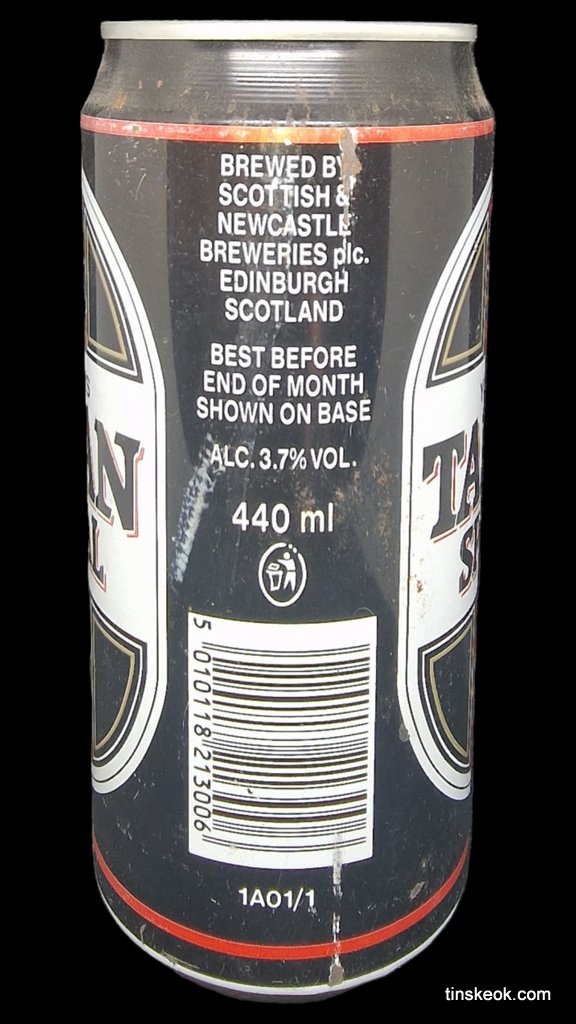 BREWED BY
SCOTTISH &
NEWCASTLE
BREWERIES plc.
EDINBURGH
SCOTLAND
BEST BEFORE
END OF MONTH
SHOWN ON BASE
ALC. 3.7% VOL.
440 ml
5 010118 213006
1A01/1
tinskeok.com